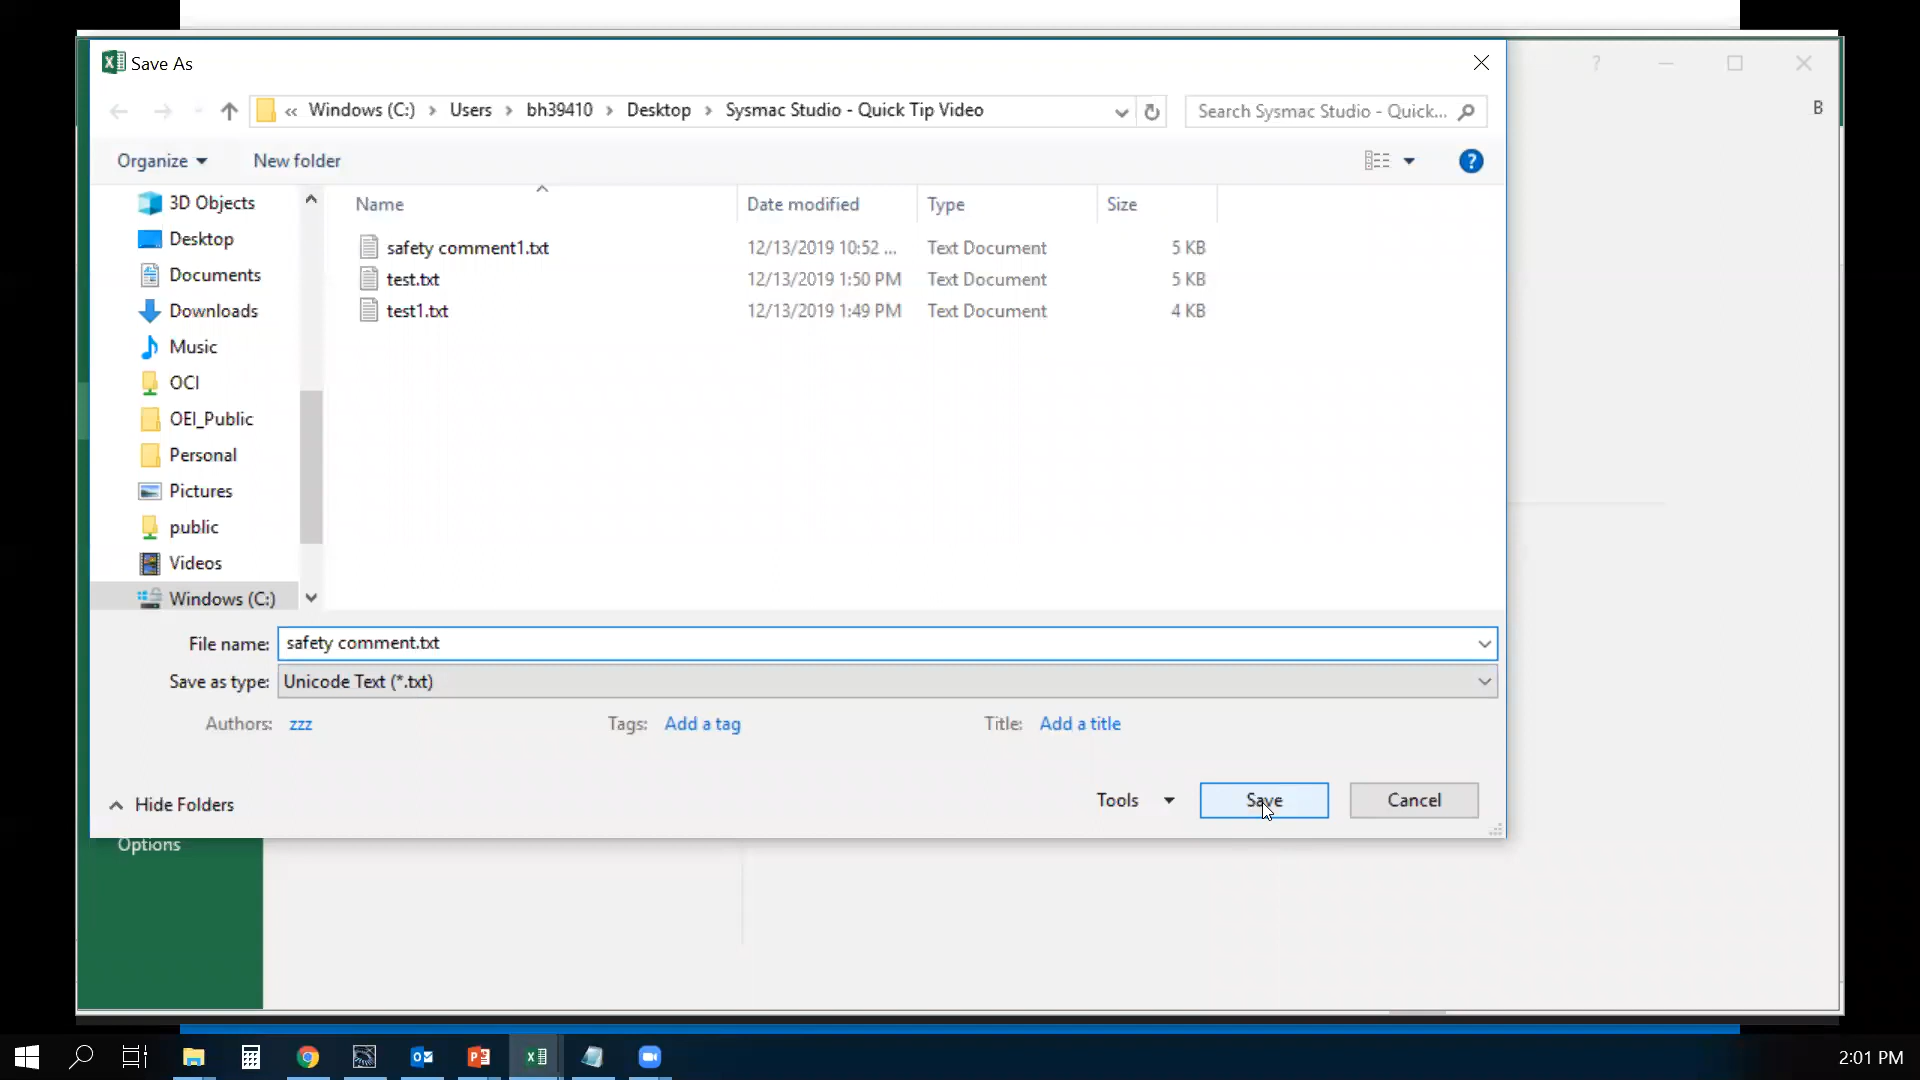 Save As
?
« Windows (C:) › Users › bh39410 › Desktop › Sysmac Studio - Quick Tip Video
Search Sysmac Studio - Quick...
B
Organize
New folder
?
Name
Date modified
Type
Size
3D Objects
Desktop
Documents
Downloads
Music
OCI
OEI_Public
Personal
Pictures
public
Videos
Windows (C:)
safety comment1.txt 12/13/2019 10:52 ... Text Document 5 KB
test.txt 12/13/2019 1:50 PM Text Document 5 KB
test1.txt 12/13/2019 1:49 PM Text Document 4 KB
File name: safety comment.txt
Save as type: Unicode Text (*.txt)
Authors: zzz
Tags: Add a tag
Title: Add a title
Hide Folders
Tools
Save
Cancel
Options
2:01 PM